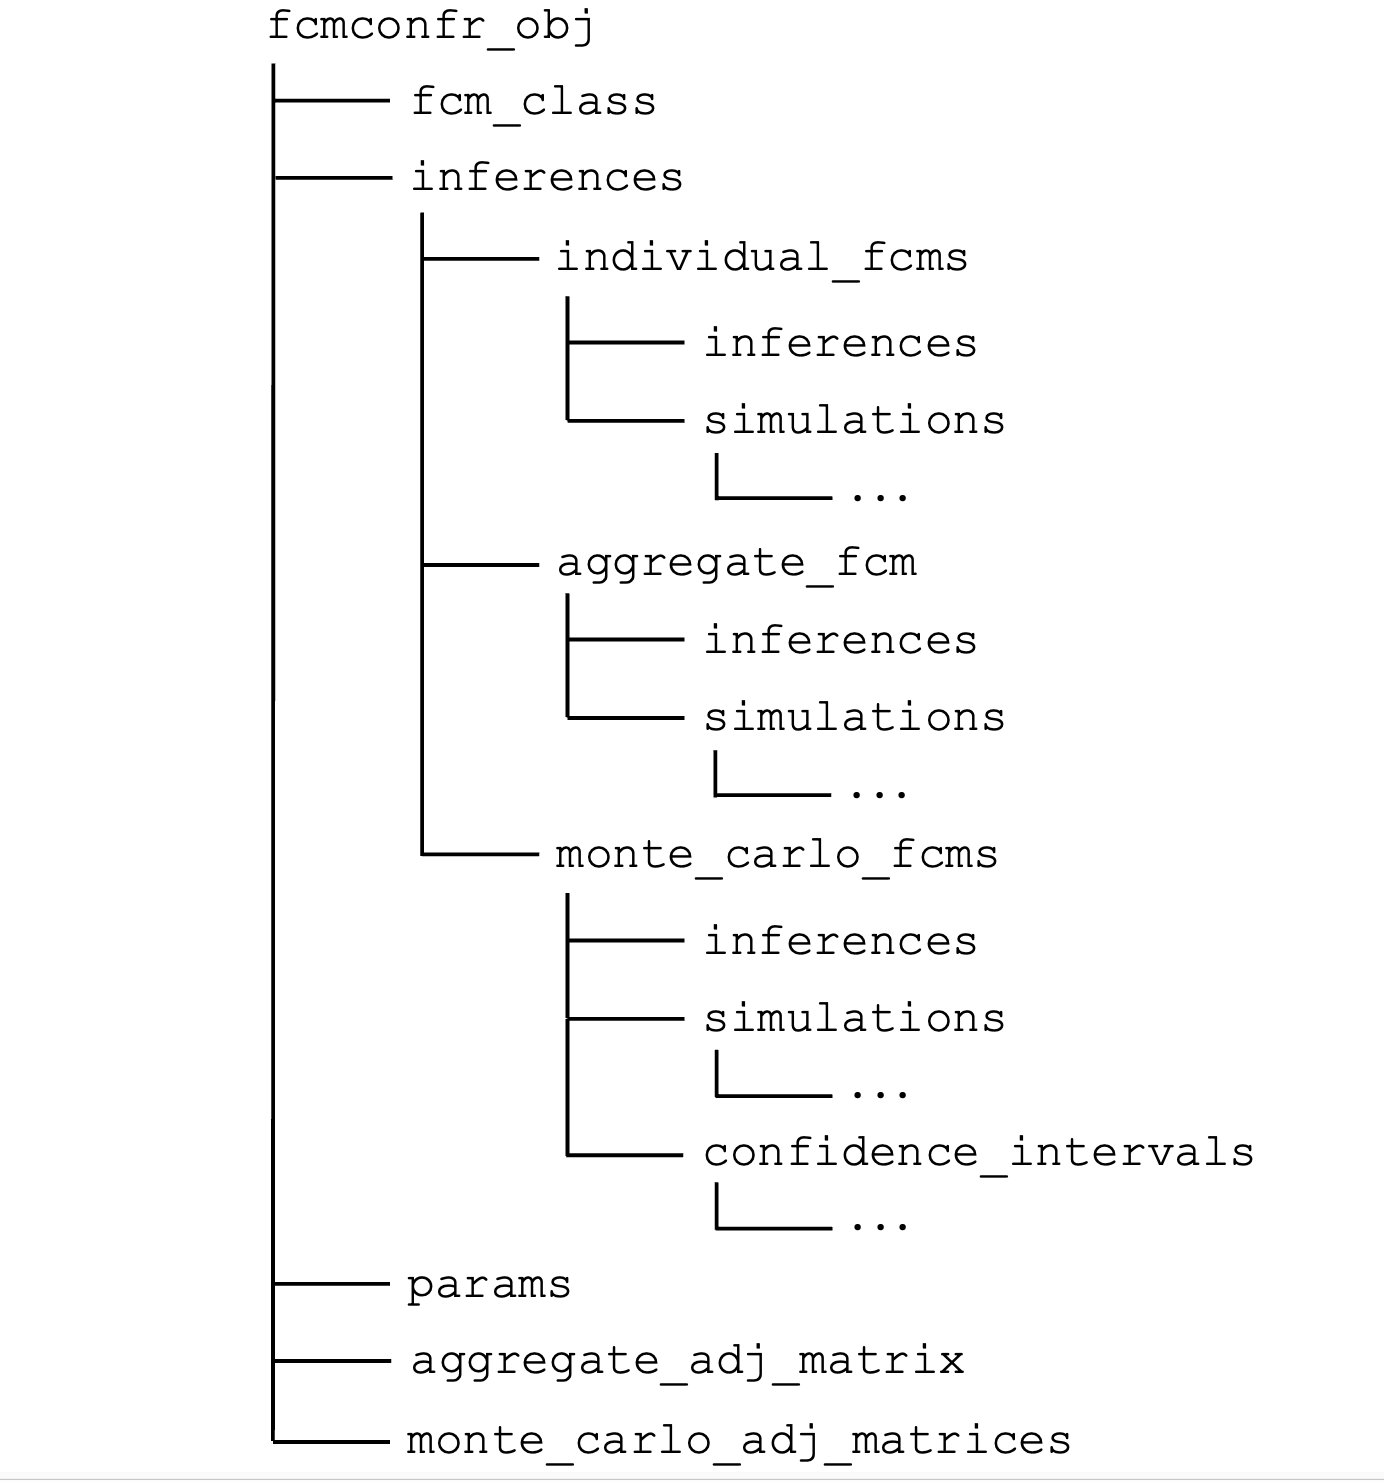 fcmconfr_obj
fcm_class
inferences
individual_fcms
inferences
simulations
...
aggregate_fcm
inferences
simulations
...
monte_carlo_fcms
inferences
simulations
...
confidence_intervals
...
params
aggregate_adj_matrix
monte_carlo_adj_matrices